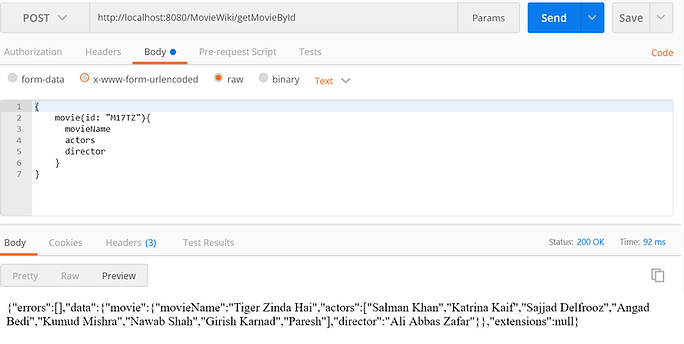 POST http://localhost:8080/MovieWiki/getMovieById Params Send Save
Authorization Headers Body Pre-request Script Tests Code
form-data x-www-form-urlencoded raw binary Text
1 {
2 movie(id: "M17TZ"){
3 movieName
4 actors
5 director
6 }
7 }
Body Cookies Headers (3) Test Results Status: 200 OK Time: 92 ms
Pretty Raw Preview
{"errors":[],"data":{"movie":{"movieName":"Tiger Zinda Hai","actors":["Salman Khan","Katrina Kaif","Sajjad Delfrooz","Angad
Bedi","Kumud Mishra","Nawab Shah","Girish Karnad","Paresh"],"director":"Ali Abbas Zafar"}},"extensions":null}